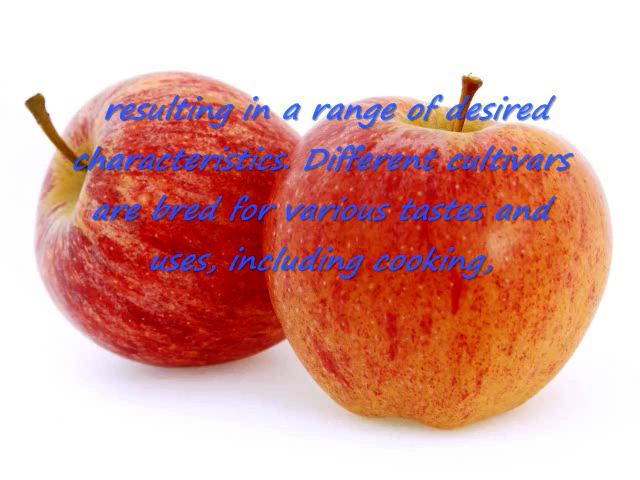 resulting in a range of desired
characteristics. Different cultivars
are bred for various tastes and
uses, including cooking,